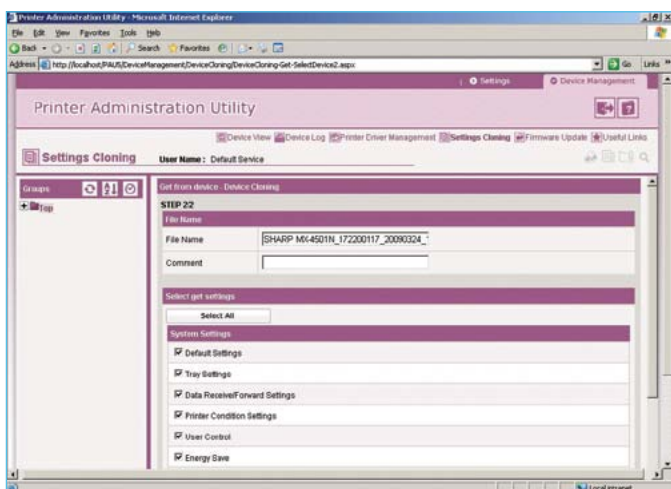 Printer Administration Utility - Microsoft Internet Explorer
File Edit View Favorites Tools Help
Back Search Favorites
Address http://localhost/PAUS/DeviceManagement/DeviceCloning/DeviceCloning-Get-SelectDevice2.aspx Go Links »
Settings Device Management
Printer Administration Utility
Device View Device Log Printer Driver Management Settings Cloning Firmware Update Useful Links
Settings Cloning User Name : Default Service
Groups
Top
Get from device - Device Cloning
STEP 2/2
File Name
File Name SHARP MX-4501N_172200117_20090324_1
Comment
Select get settings
Select All
System Settings
Default Settings
Tray Settings
Data Receive/Forward Settings
Printer Condition Settings
User Control
Energy Save
Local intranet